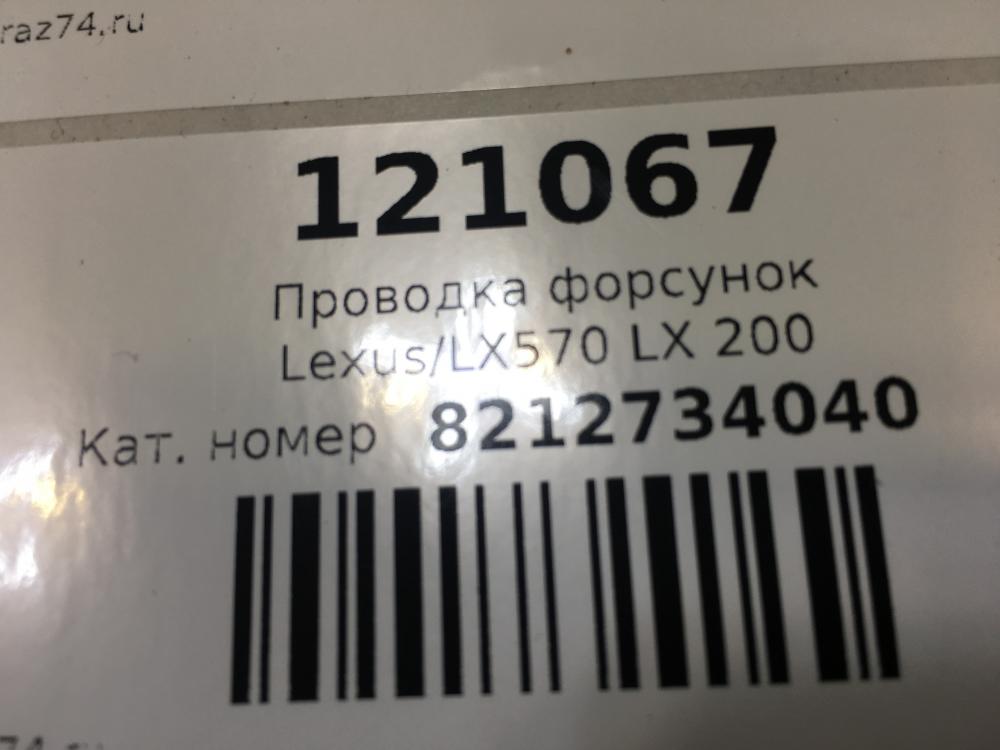 raz74.ru
121067
Проводка форсунок
Lexus/LX570 LX 200
Кат. номер 8212734040